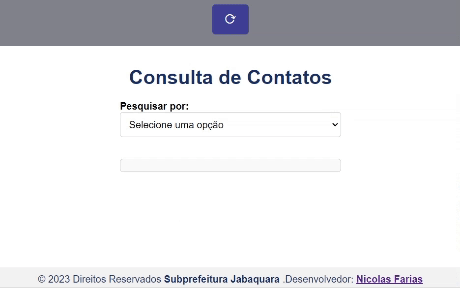 Consulta de Contatos
Pesquisar por:
Selecione uma opção
© 2023 Direitos Reservados Subprefeitura Jabaquara .Desenvolvedor: Nicolas Farias